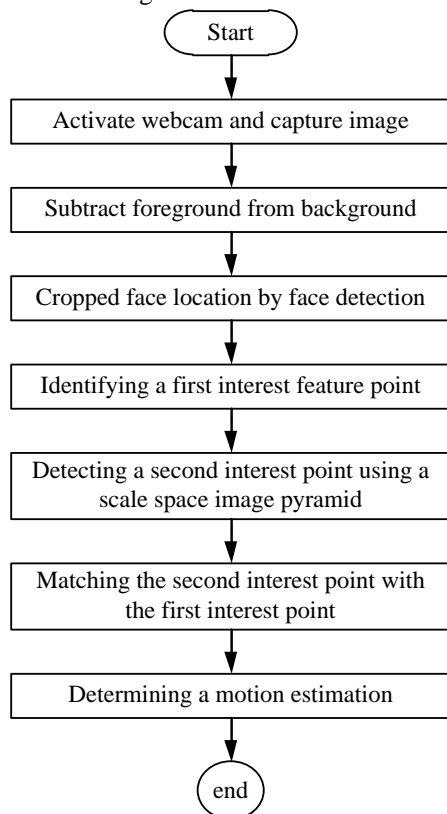 Start
Activate webcam and capture image
Subtract foreground from background
Cropped face location by face detection
Identifying a first interest feature point
Detecting a second interest point using a
scale space image pyramid
Matching the second interest point with
the first interest point
Determining a motion estimation
end